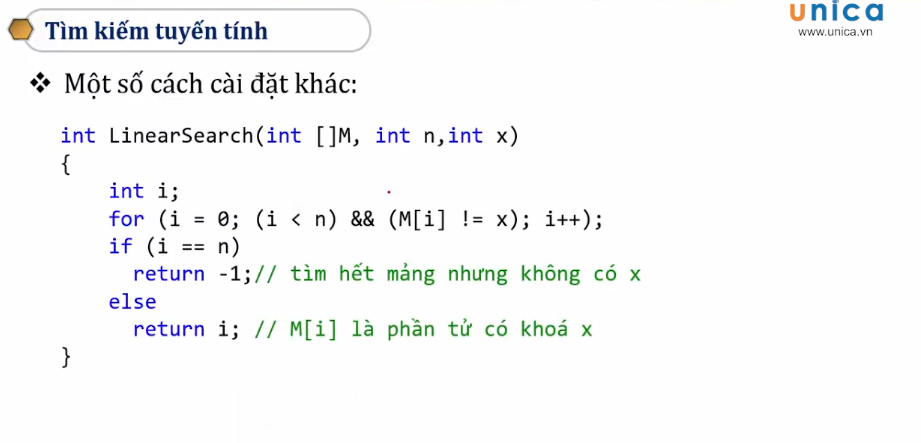 unica
www.unica.vn
Tìm kiếm tuyến tính
❖ Một số cách cài đặt khác:
int LinearSearch(int []M, int n,int x)
{
    int i;
    for (i = 0; (i < n) && (M[i] != x); i++);
    if (i == n)
      return -1;// tìm hết mảng nhưng không có x
    else
      return i; // M[i] là phần tử có khoá x
}